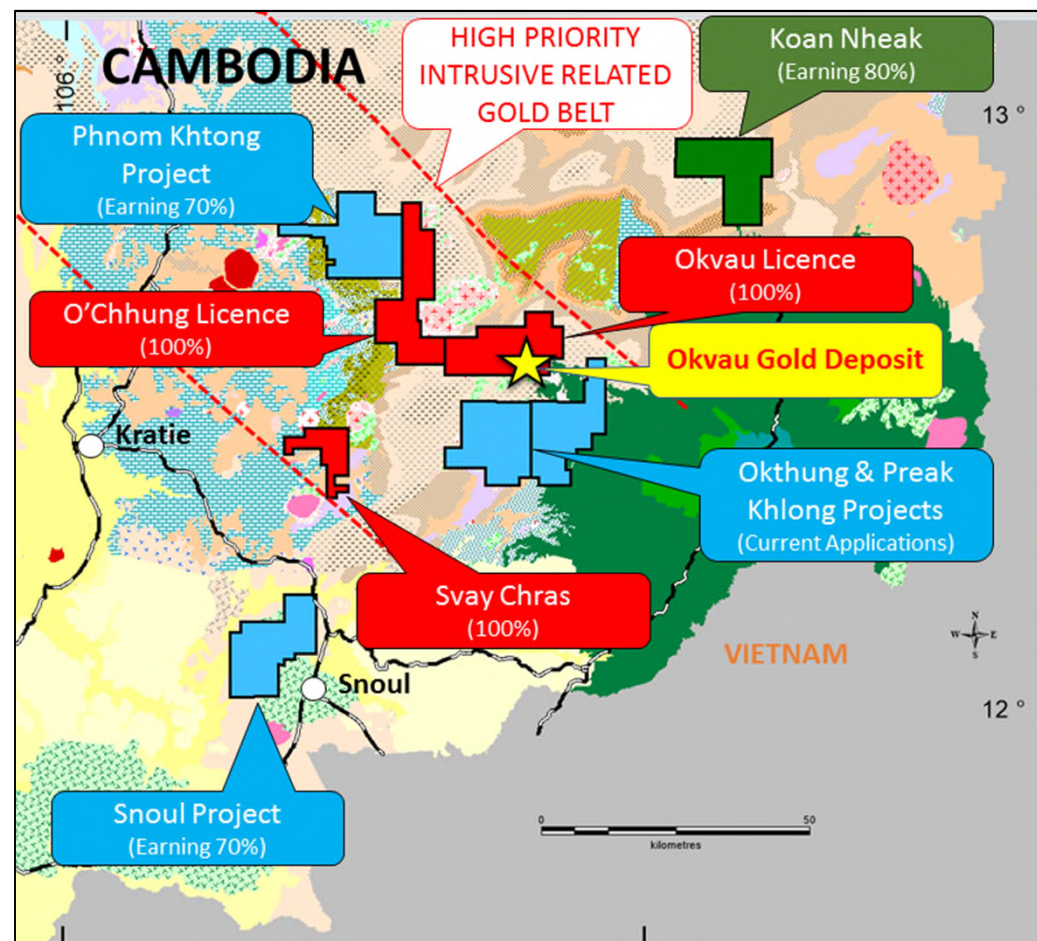 CAMBODIA
106 °
HIGH PRIORITY
INTRUSIVE RELATED
GOLD BELT
Koan Nheak
(Earning 80%)
13 °
Phnom Khtong
Project
(Earning 70%)
Okvau Licence
(100%)
O'Chhung Licence
(100%)
Okvau Gold Deposit
Kratie
Okthung & Preak
Khlong Projects
(Current Applications)
Svay Chras
(100%)
N
W
E
S
VIETNAM
Snoul
12 °
Snoul Project
(Earning 70%)
0
50
kilometres